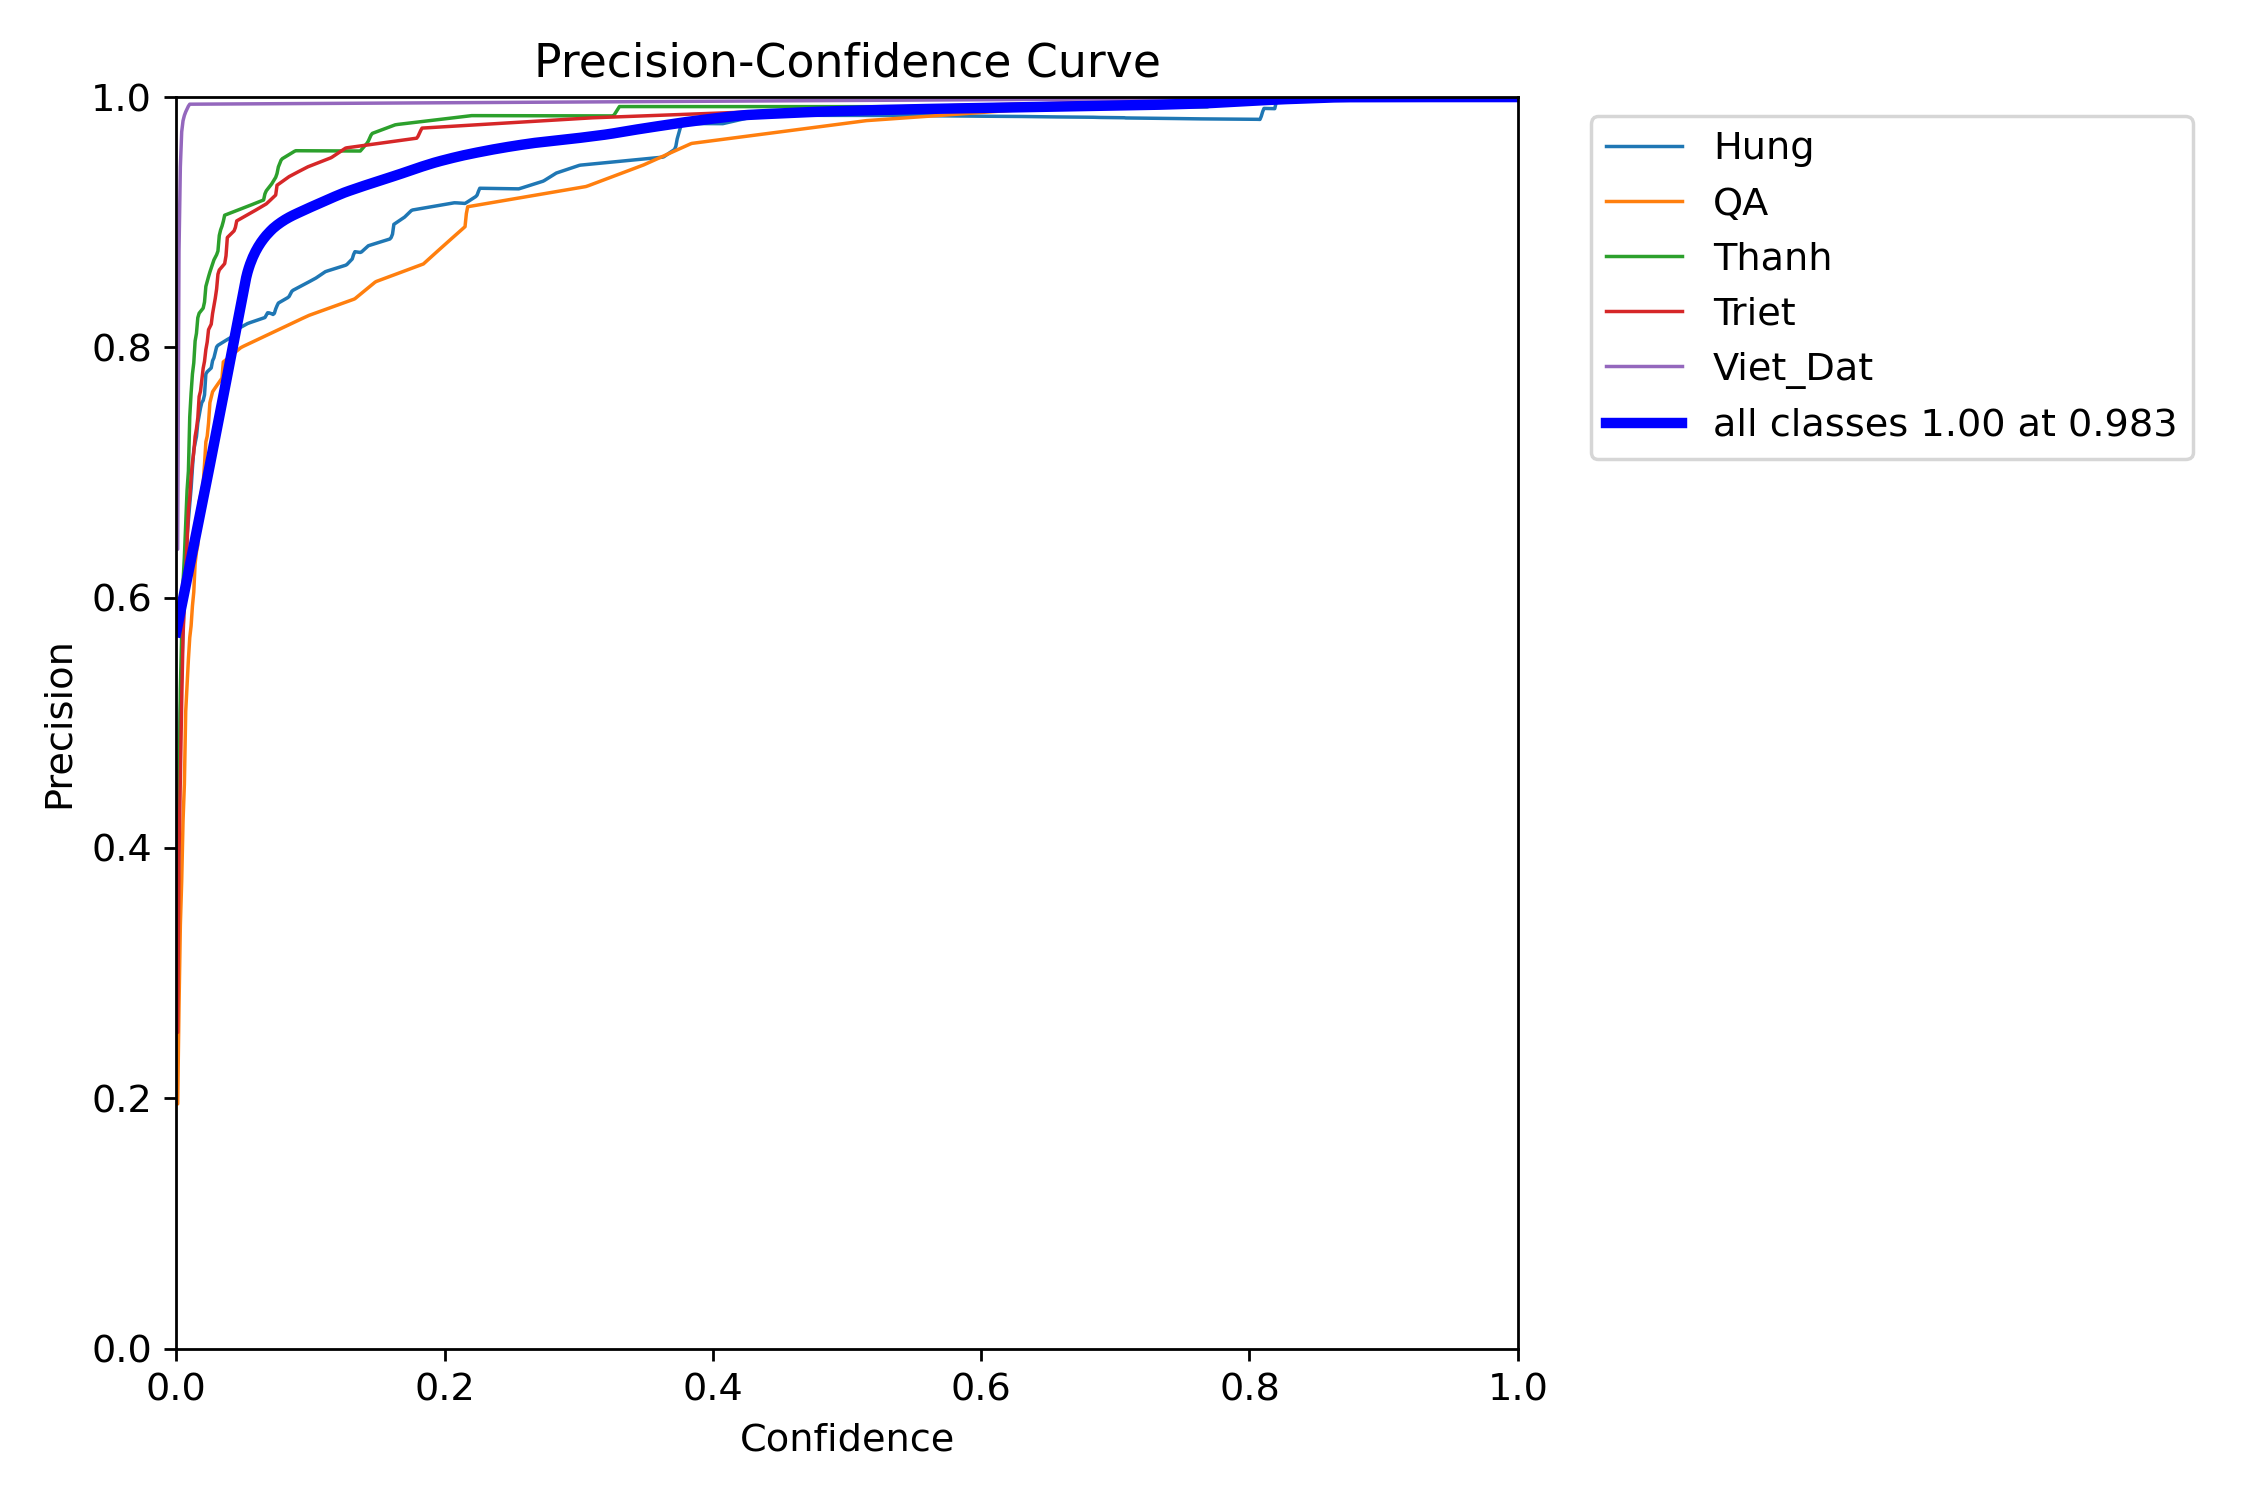 Precision-Confidence Curve
1.0
0.8
0.6
0.4
0.2
0.0
Precision
0.0 0.2 0.4 0.6 0.8 1.0
Confidence
Hung
QA
Thanh
Triet
Viet_Dat
all classes 1.00 at 0.983